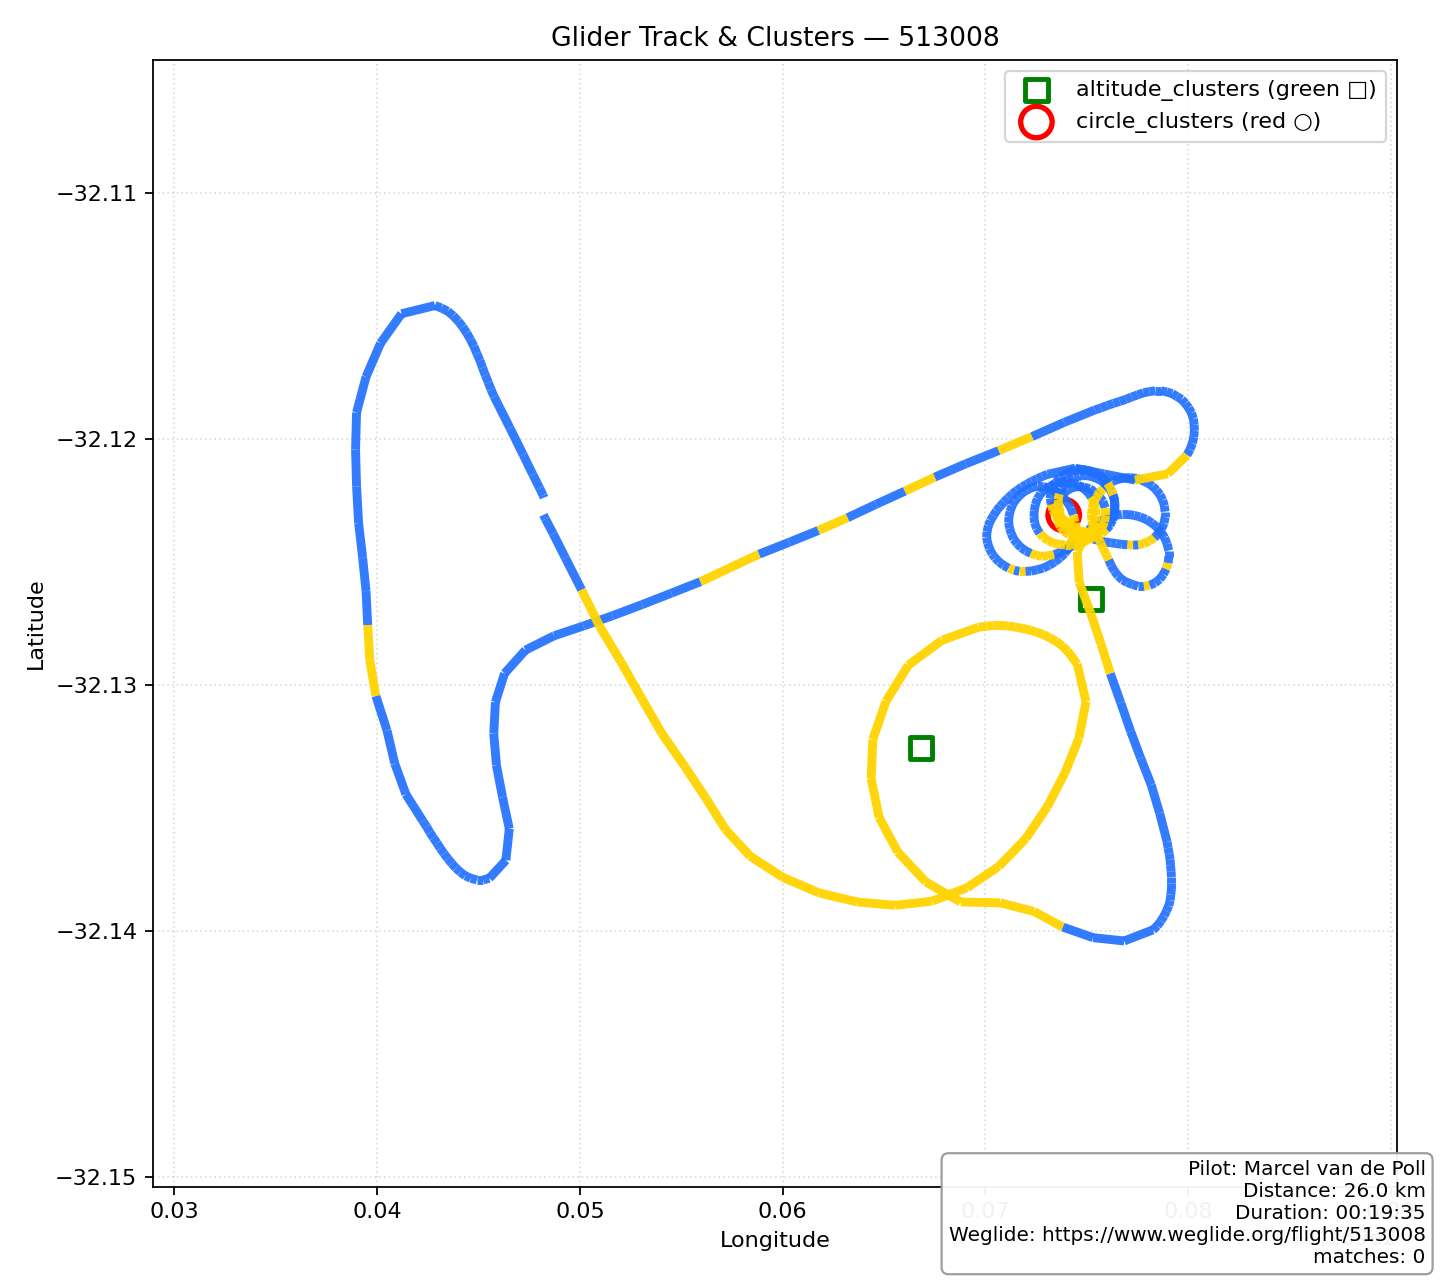 Glider Track & Clusters — 513008
altitude_clusters (green □)
circle_clusters (red ○)
Latitude
−32.11
−32.12
−32.13
−32.14
−32.15
0.03
0.04
0.05
0.06
0.07
0.08
Longitude
Pilot: Marcel van de Poll
Distance: 26.0 km
Duration: 00:19:35
Weglide: https://www.weglide.org/flight/513008
matches: 0